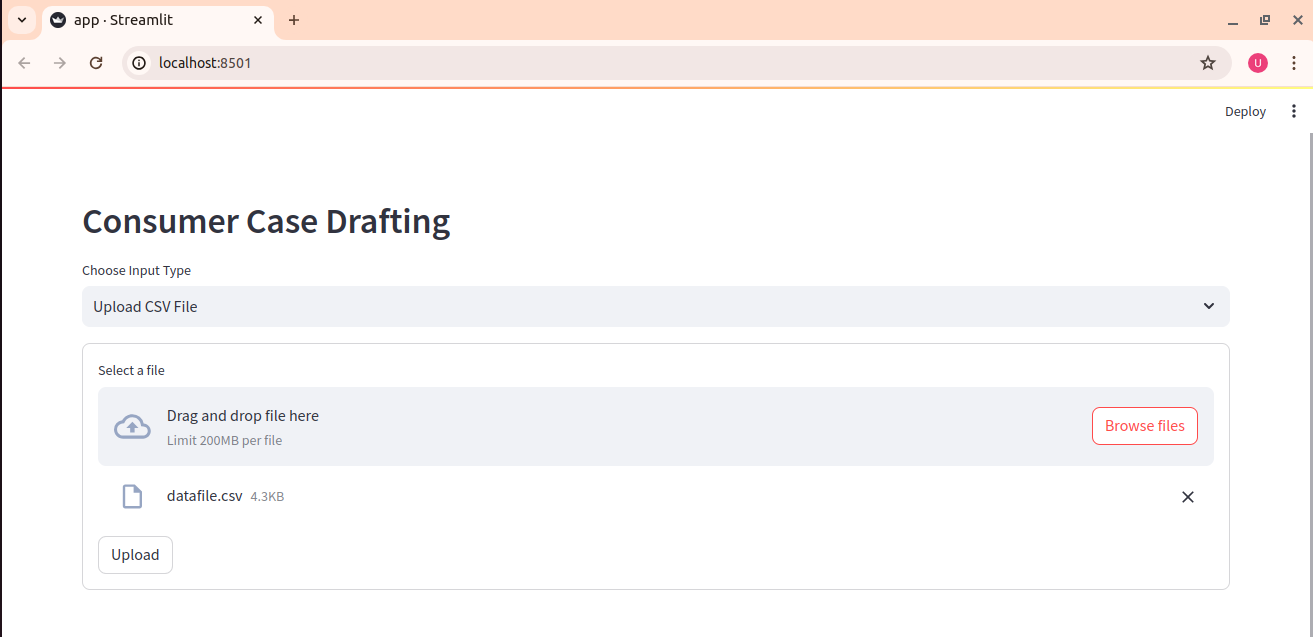 app · Streamlit
localhost:8501
U
Deploy
Consumer Case Drafting
Choose Input Type
Upload CSV File
Select a file
Drag and drop file here
Limit 200MB per file
Browse files
datafile.csv 4.3KB
Upload